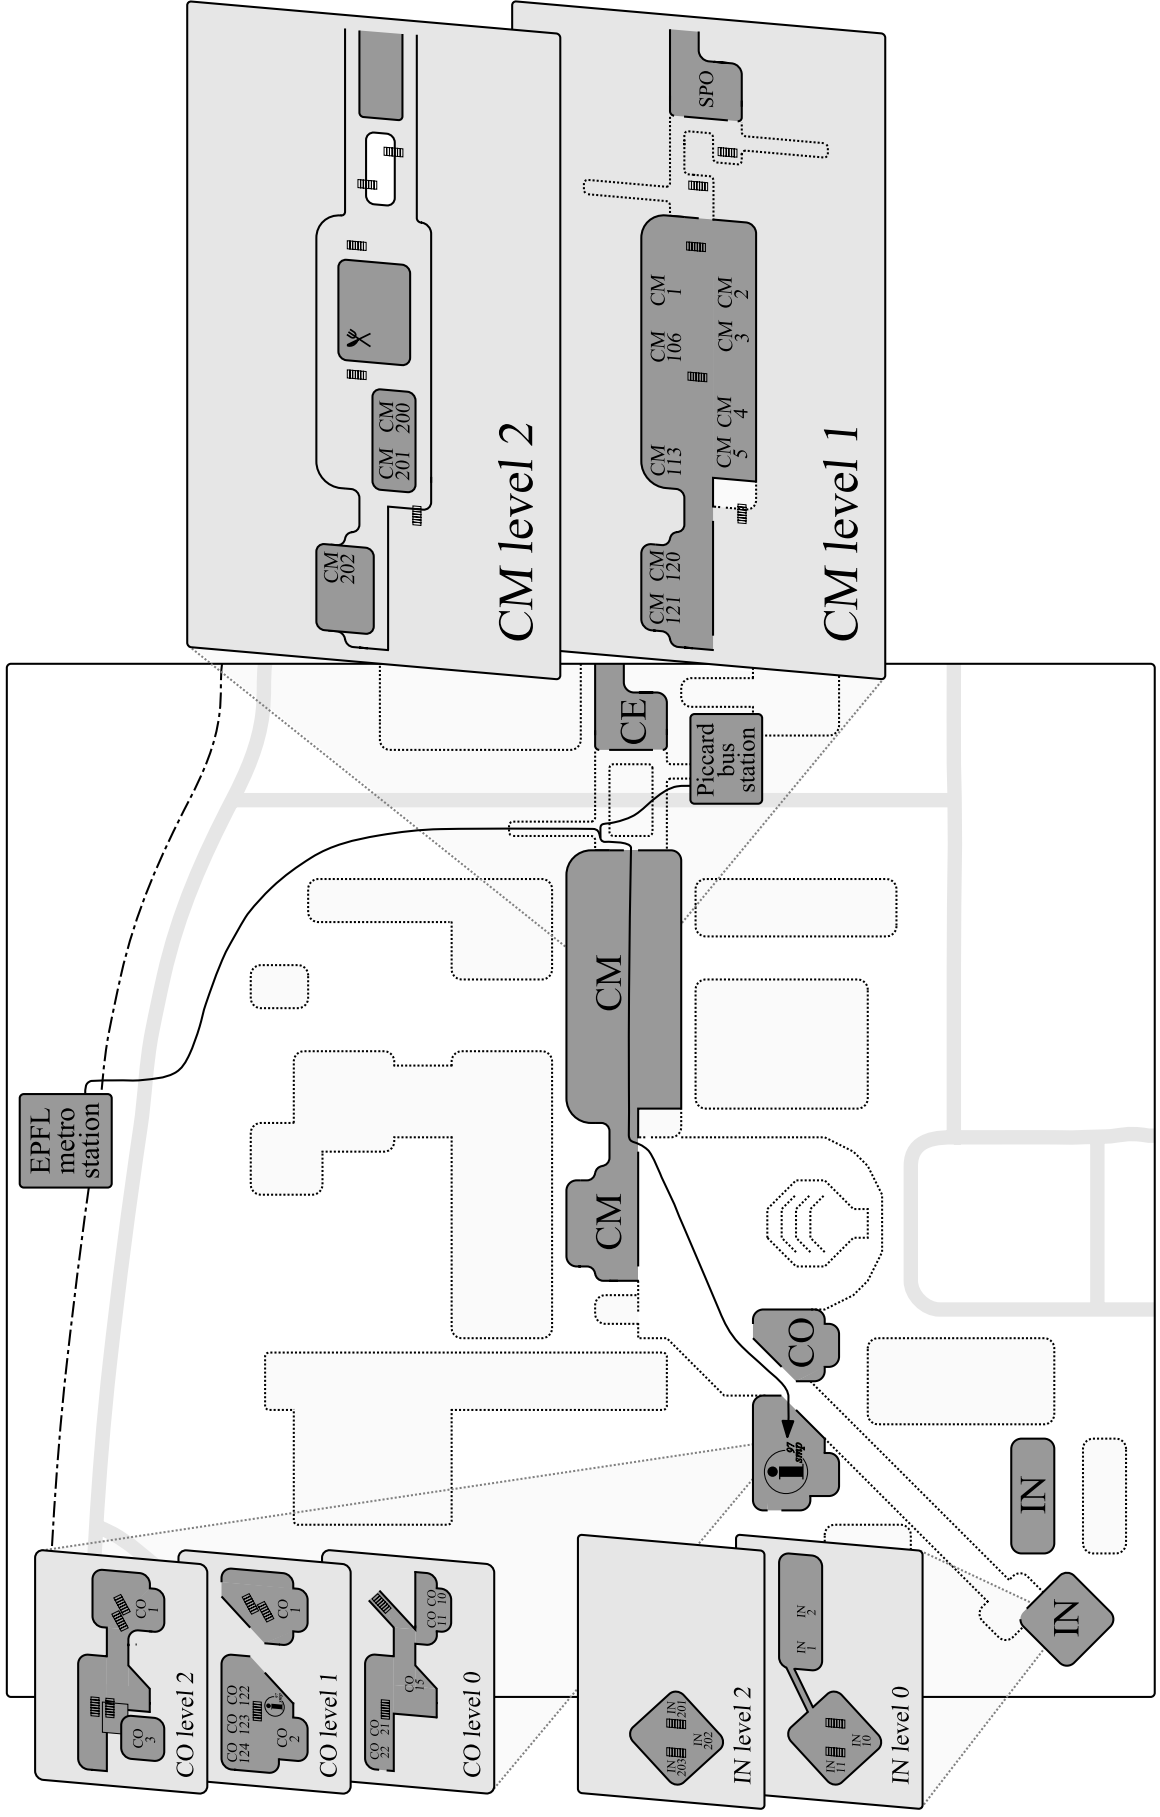 CM level 2
CM
202
CM
201
CM
200
CM level 1
SPO
CM
1
CM
2
CM
106
CM
3
CM
4
CM
113
CM
5
CM
120
CM
121
EPFL
metro
station
CE
Piccard
bus
station
CM
CM
CO
i
97
smp
IN
IN
CO level 2
CO
1
CO
3
CO level 1
CO
1
CO
122
CO
123
CO
124
CO
2
i
CO level 0
CO
10
CO
11
CO
15
CO
21
CO
22
IN level 2
IN
201
IN
202
IN
203
IN level 0
IN
2
IN
1
IN
10
IN
11